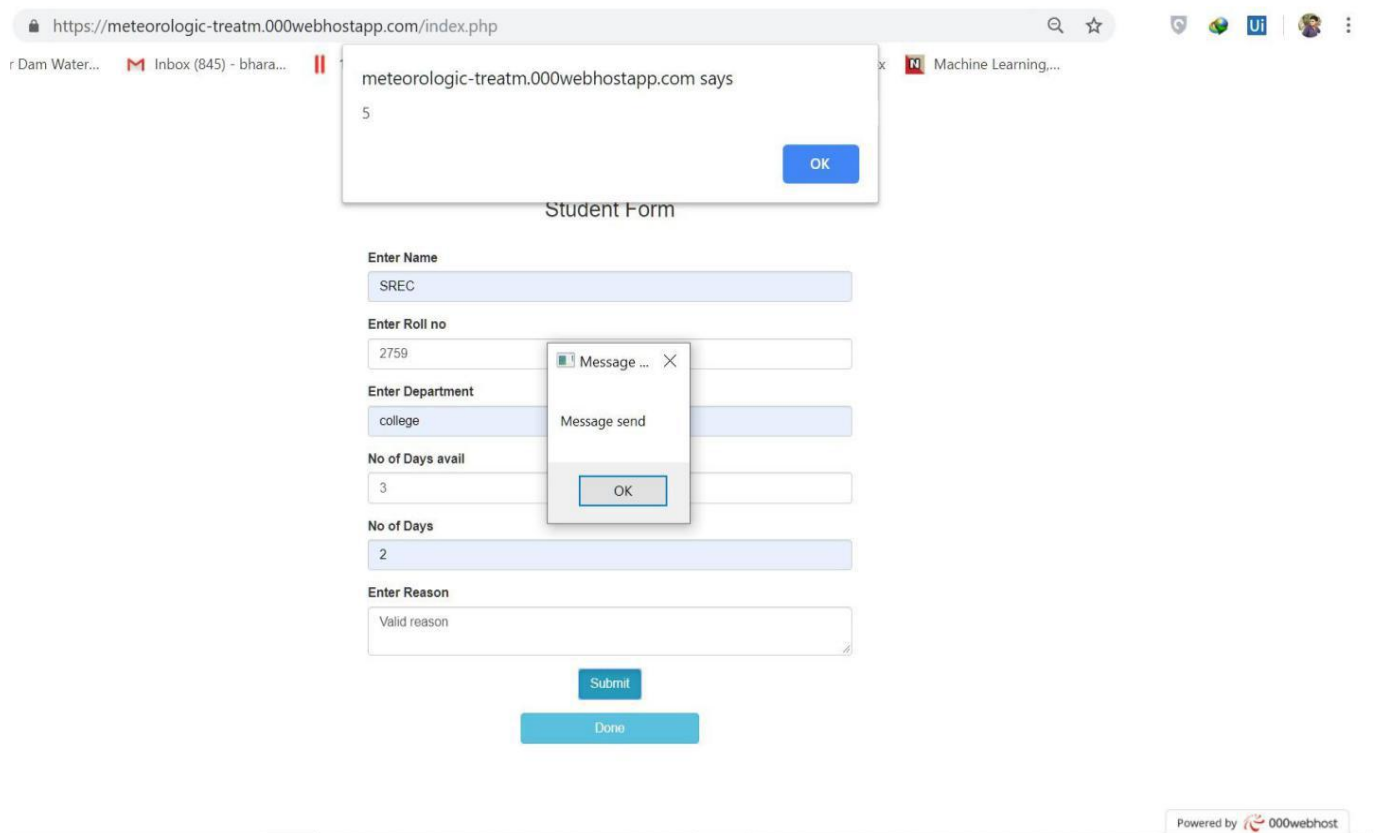 https://meteorologic-treatm.000webhostapp.com/index.php
Ui
r Dam Water...
Inbox (845) - bhara...
x
N
Machine Learning,...
meteorologic-treatm.000webhostapp.com says
5
OK
Student Form
Enter Name
SREC
Enter Roll no
2759
Message ...
Enter Department
college
Message send
No of Days avail
3
OK
No of Days
2
Enter Reason
Valid reason
Submit
Done
Powered by 000webhost